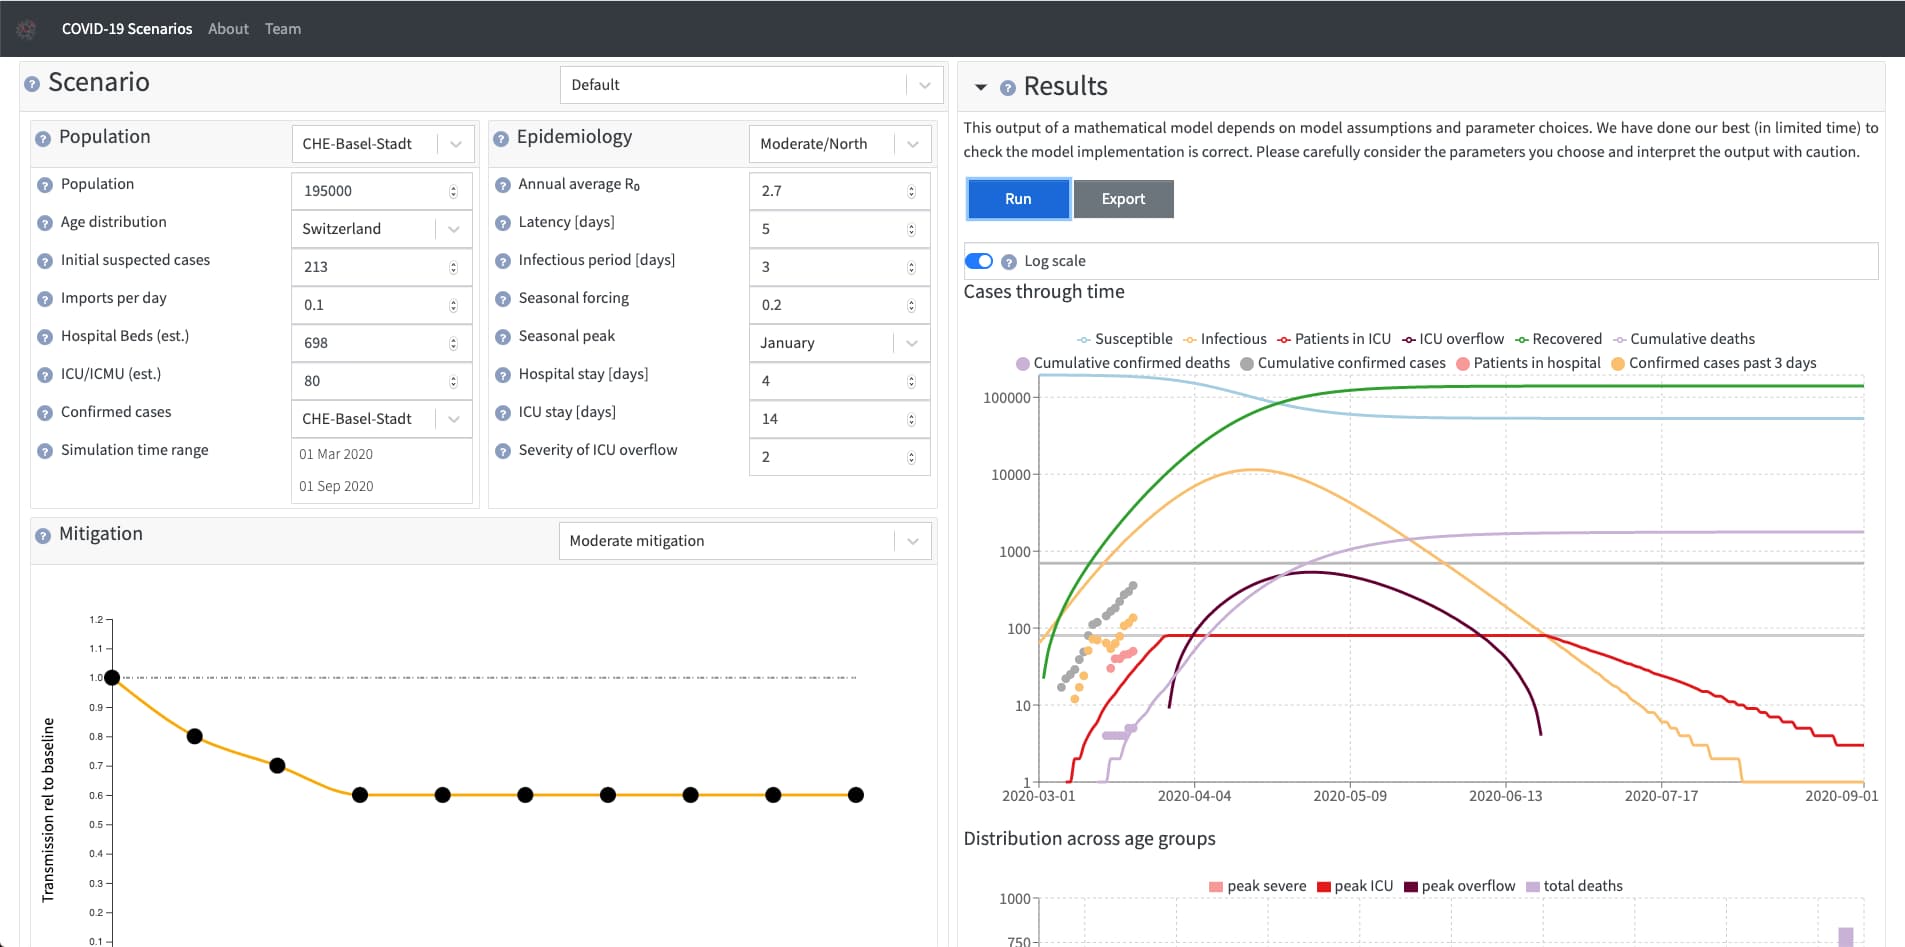 COVID-19 Scenarios About Team
Scenario
Default
Population
CHE-Basel-Stadt
Population
195000
Age distribution
Switzerland
Initial suspected cases
213
Imports per day
0.1
Hospital Beds (est.)
698
ICU/ICMU (est.)
80
Confirmed cases
CHE-Basel-Stadt
Simulation time range
01 Mar 2020
01 Sep 2020
Epidemiology
Moderate/North
Annual average R₀
2.7
Latency [days]
5
Infectious period [days]
3
Seasonal forcing
0.2
Seasonal peak
January
Hospital stay [days]
4
ICU stay [days]
14
Severity of ICU overflow
2
Mitigation
Moderate mitigation
Transmission rel to baseline
1.2
1.1
1.0
0.9
0.8
0.7
0.6
0.5
0.4
0.3
0.2
0.1
Results
This output of a mathematical model depends on model assumptions and parameter choices. We have done our best (in limited time) to
check the model implementation is correct. Please carefully consider the parameters you choose and interpret the output with caution.
Run Export
Log scale
Cases through time
Susceptible Infectious Patients in ICU ICU overflow Recovered Cumulative deaths
Cumulative confirmed deaths Cumulative confirmed cases Patients in hospital Confirmed cases past 3 days
100000
10000
1000
100
10
1
2020-03-01 2020-04-04 2020-05-09 2020-06-13 2020-07-17 2020-09-01
Distribution across age groups
peak severe peak ICU peak overflow total deaths
1000
750